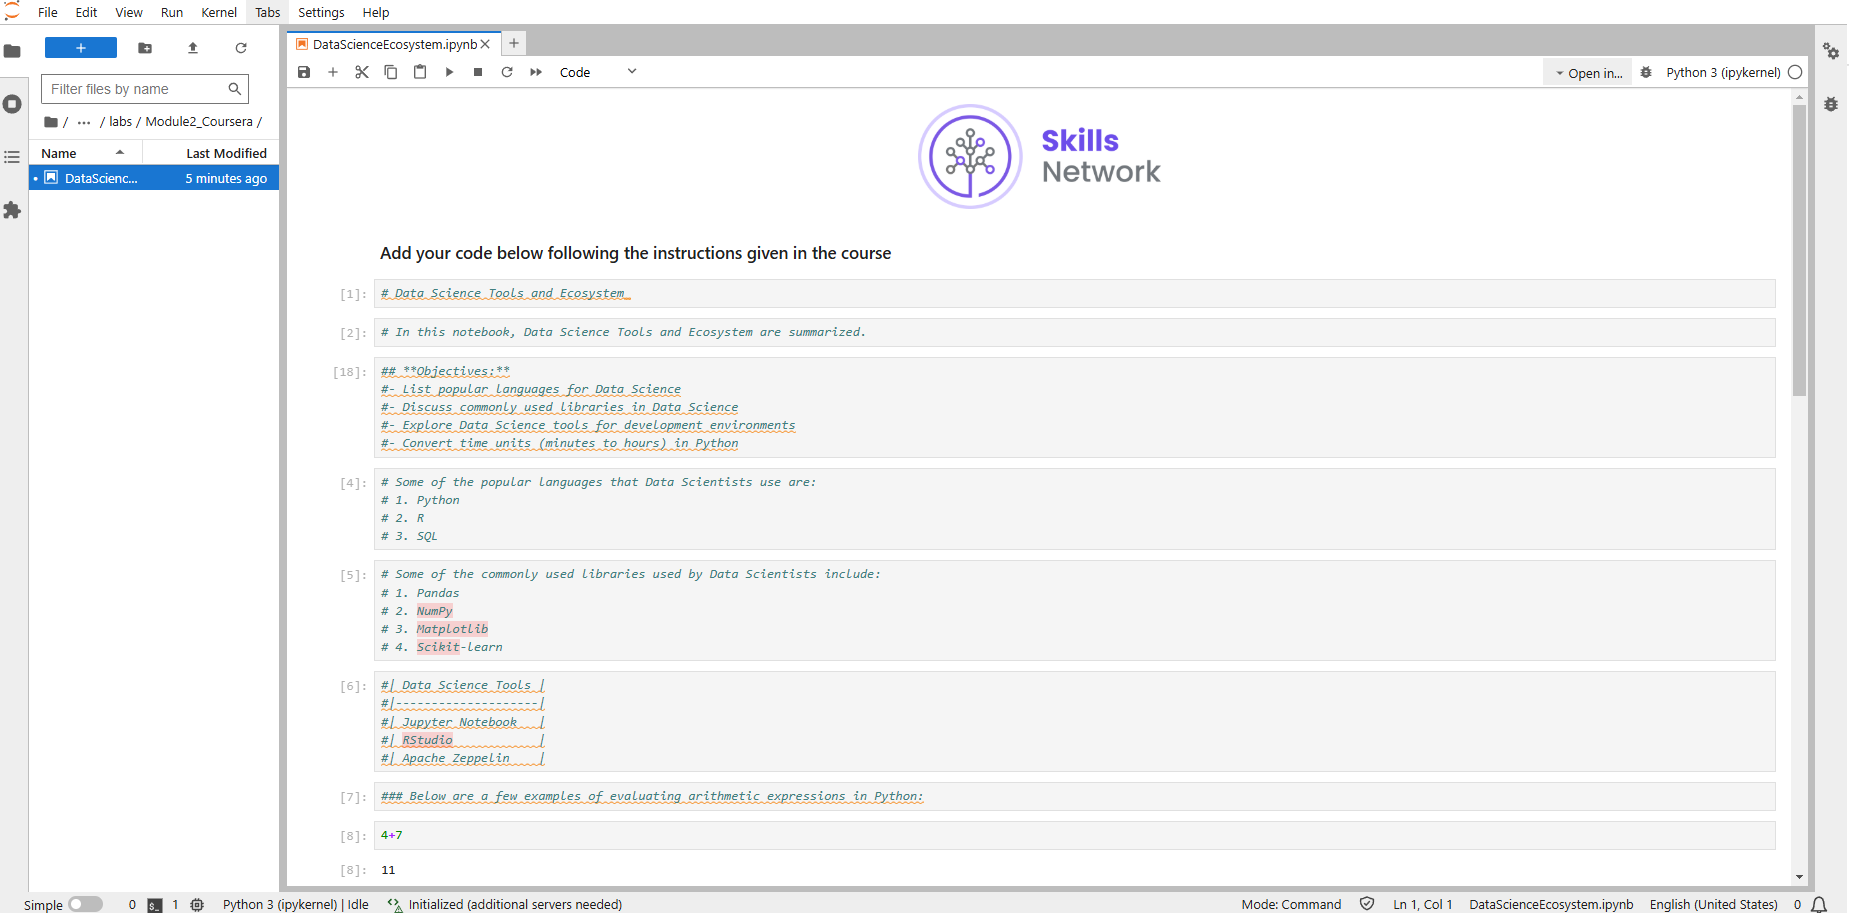 File Edit View Run Kernel Tabs Settings Help
DataScienceEcosystem.ipynb
Code
Open in...
Python 3 (ipykernel)
Filter files by name
/ ... / labs / Module2_Coursera /
Name Last Modified
DataScienc... 5 minutes ago
Skills
Network
Add your code below following the instructions given in the course
[1]: # Data Science Tools and Ecosystem
[2]: # In this notebook, Data Science Tools and Ecosystem are summarized.
[18]: ## **Objectives:**
#- List popular languages for Data Science
#- Discuss commonly used libraries in Data Science
#- Explore Data Science tools for development environments
#- Convert time units (minutes to hours) in Python
[4]: # Some of the popular languages that Data Scientists use are:
# 1. Python
# 2. R
# 3. SQL
[5]: # Some of the commonly used libraries used by Data Scientists include:
# 1. Pandas
# 2. NumPy
# 3. Matplotlib
# 4. Scikit-learn
[6]: #| Data Science Tools |
#|--------------------|
#| Jupyter Notebook   |
#| RStudio            |
#| Apache Zeppelin    |
[7]: ### Below are a few examples of evaluating arithmetic expressions in Python:
[8]: 4+7
[8]: 11
Simple 0 $_ 1 Python 3 (ipykernel) | Idle Initialized (additional servers needed) Mode: Command Ln 1, Col 1 DataScienceEcosystem.ipynb English (United States) 0